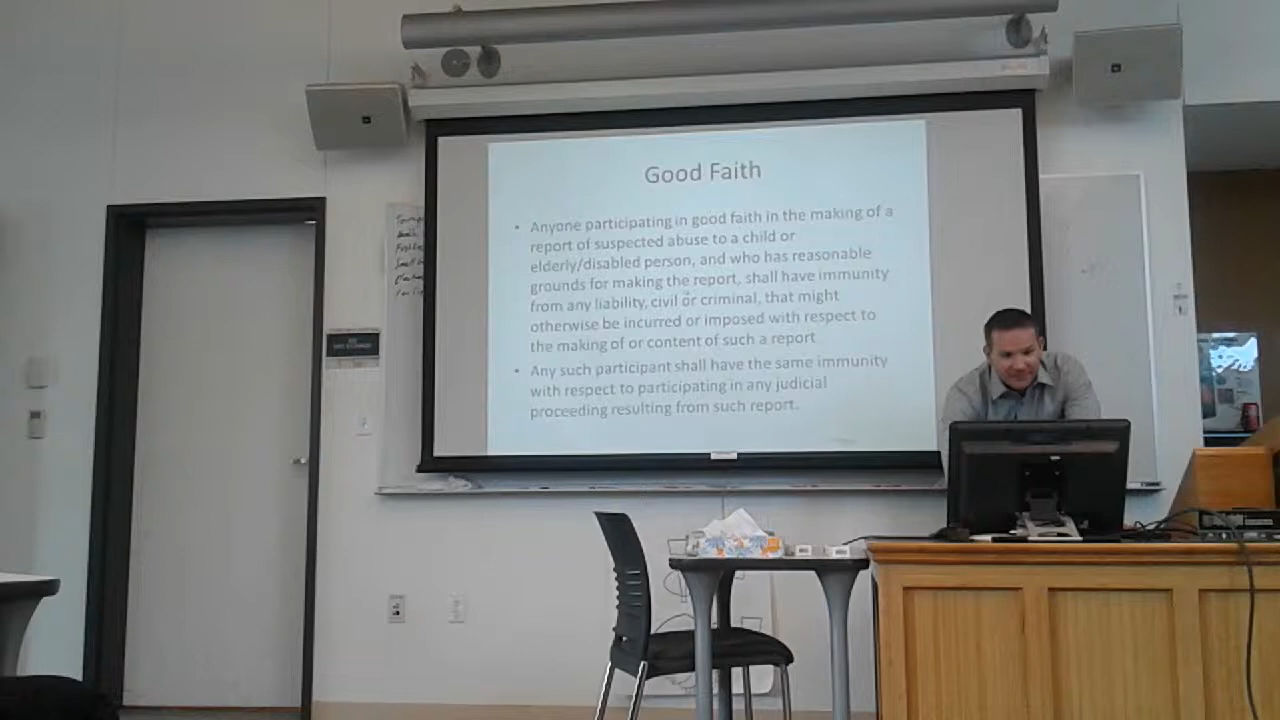 Good Faith
• Anyone participating in good faith in the making of a
report of suspected abuse to a child or
elderly/disabled person, and who has reasonable
grounds for making the report, shall have immunity
from any liability, civil or criminal, that might
otherwise be incurred or imposed with respect to
the making of or content of such a report
• Any such participant shall have the same immunity
with respect to participating in any judicial
proceeding resulting from such report.